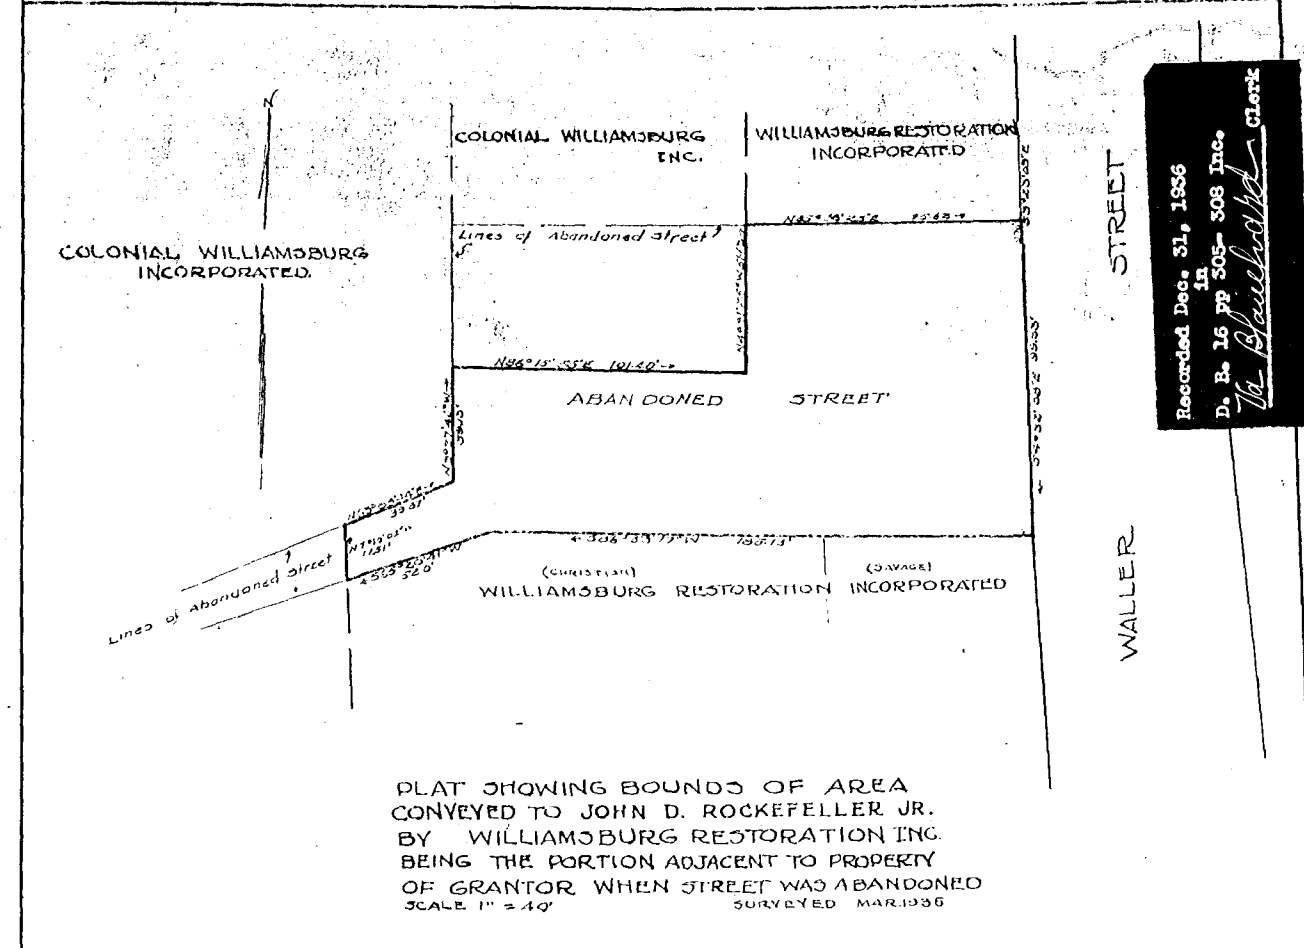 N
COLONIAL WILLIAMSBURG
INC.
WILLIAMSBURG RESTORATION
INCORPORATED
COLONIAL WILLIAMSBURG
INCORPORATED.
Lines of Abandoned Street
N86°15'55"E 101.40'
ABANDONED STREET
Lines of Abandoned Street
(CHRISTIAN)
(SAVAGE)
WILLIAMSBURG RESTORATION INCORPORATED
STREET
WALLER
Recorded Dec. 31, 1936
in
D. B. 16 pp 305- 308 Inc.
Clerk
PLAT SHOWING BOUNDS OF AREA
CONVEYED TO JOHN D. ROCKEFELLER JR.
BY WILLIAMSBURG RESTORATION INC.
BEING THE PORTION ADJACENT TO PROPERTY
OF GRANTOR WHEN STREET WAS ABANDONED
SCALE 1" = 40'
SURVEYED MAR. 1936